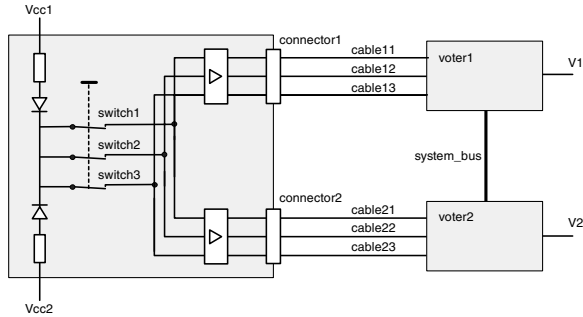 Vcc1
connector1
cable11
cable12
cable13
voter1
V1
switch1
switch2
switch3
system_bus
connector2
cable21
cable22
cable23
voter2
V2
Vcc2